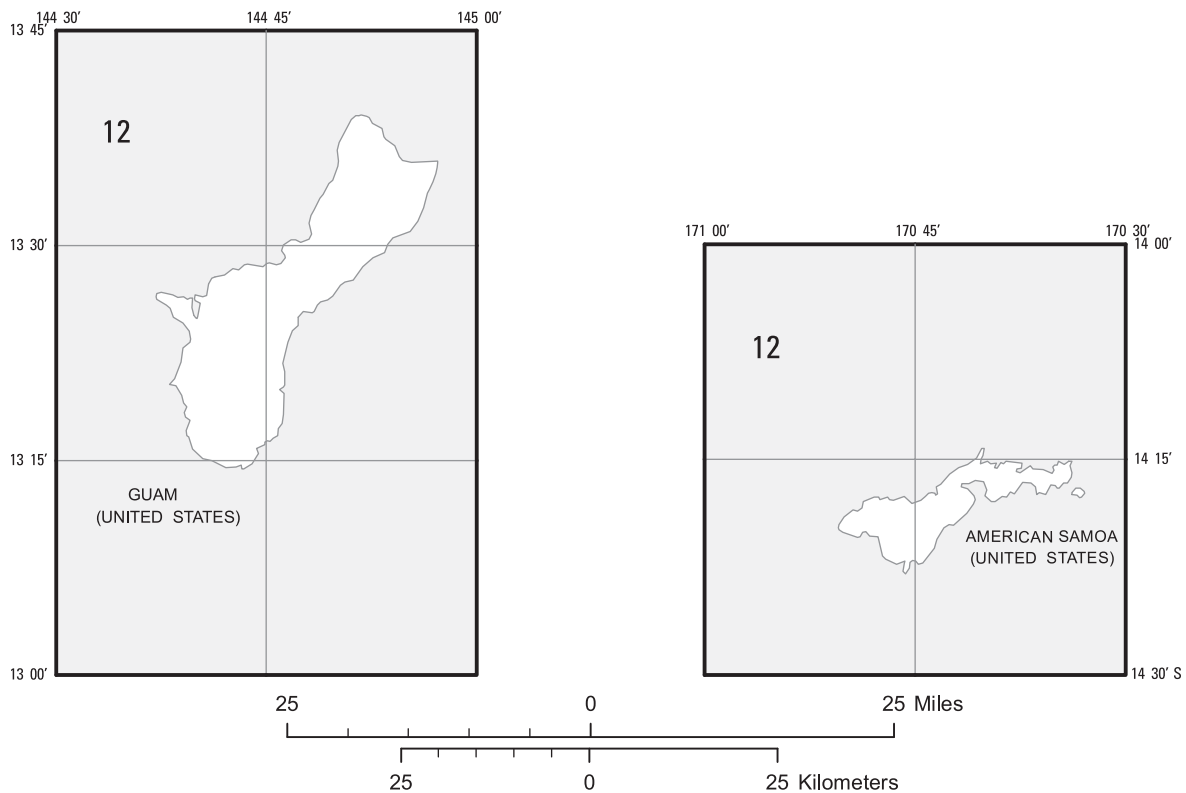 144 30′ 144 45′ 145 00′
13 45′
12
13 30′
13 15′
GUAM
(UNITED STATES)
13 00′
171 00′ 170 45′ 170 30′
14 00′
12
14 15′
AMERICAN SAMOA
(UNITED STATES)
14 30′ S
25 0 25 Miles
25 0 25 Kilometers